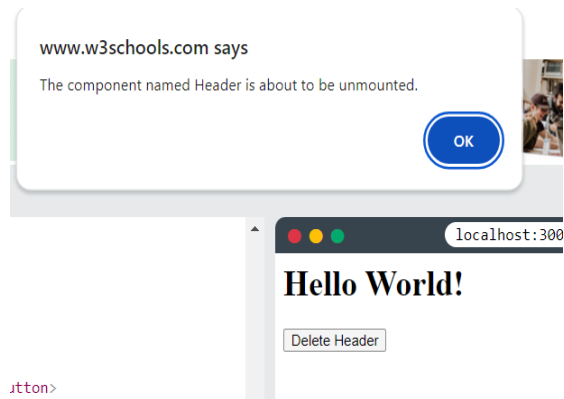 www.w3schools.com says
The component named Header is about to be unmounted.
OK
localhost:300
Hello World!
Delete Header
utton>